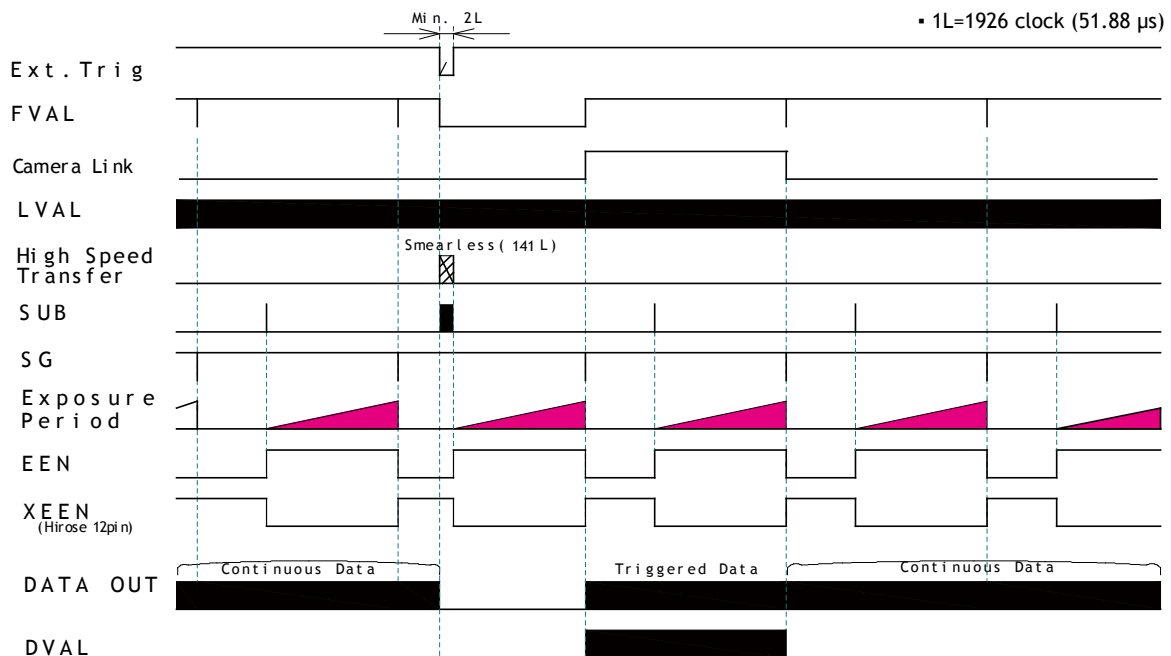 Min. 2L
▪ 1L=1926 clock (51.88 µs)
Ext.Trig
FVAL
Camera Link
LVAL
Smearless(141L)
High Speed
Transfer
SUB
SG
Exposure
Period
EEN
XEEN
(Hirose 12pin)
Continuous Data
Triggered Data
Continuous Data
DATA OUT
DVAL